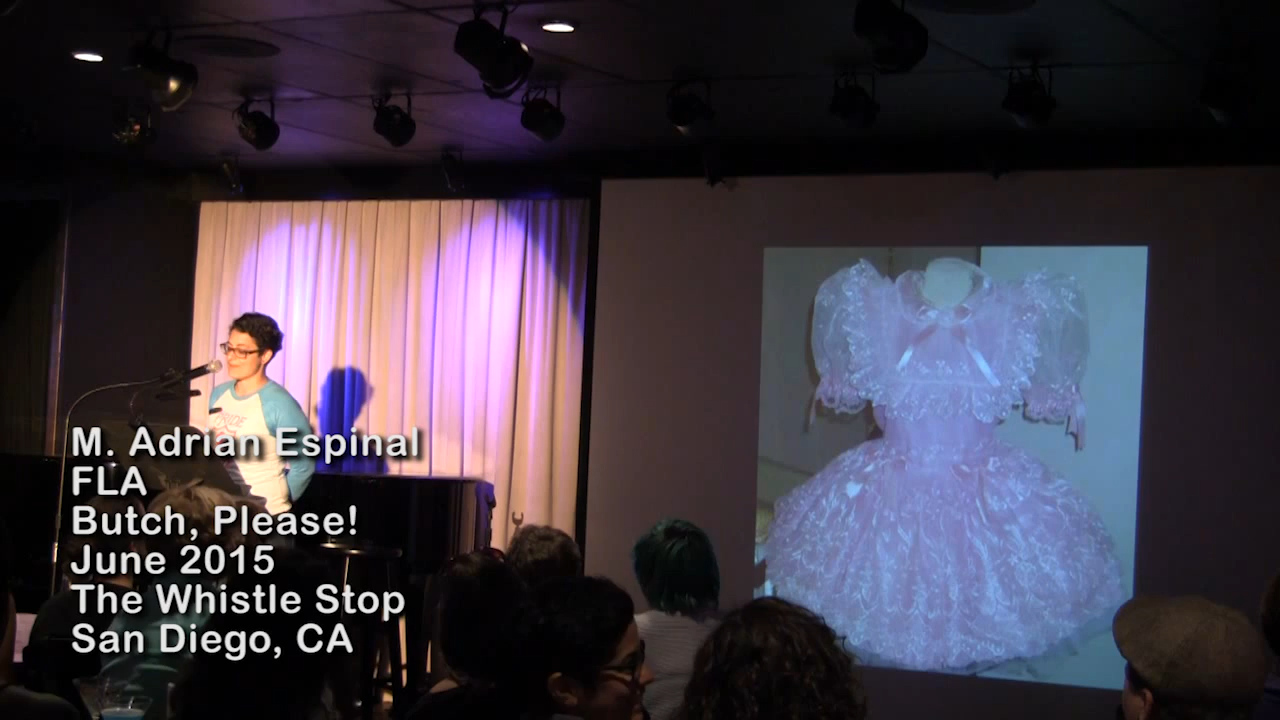 M. Adrian Espinal
FLA
Butch, Please!
June 2015
The Whistle Stop
San Diego, CA